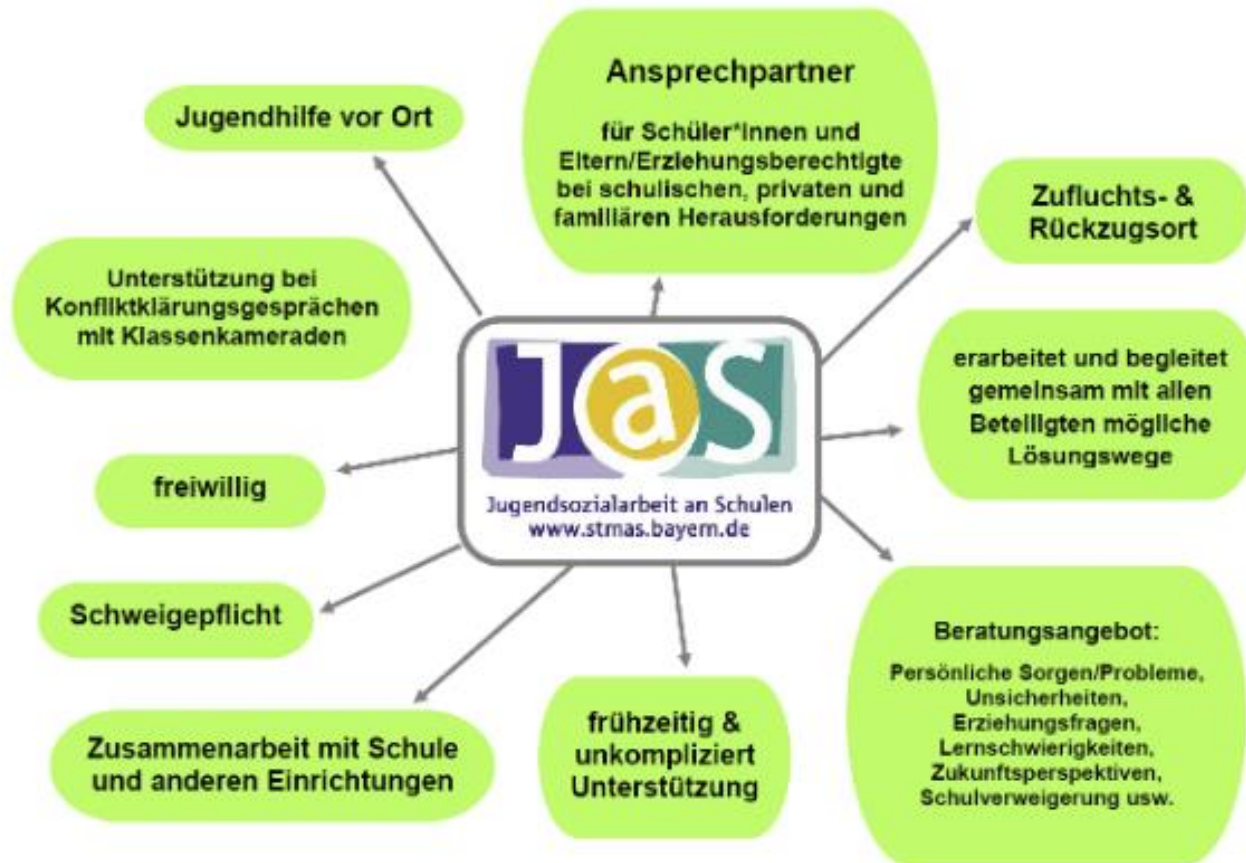 Ansprechpartner
für Schüler*Innen und
Eltern/Erziehungsberechtigte
bei schulischen, privaten und
familiären Herausforderungen
Jugendhilfe vor Ort
Zufluchts- &
Rückzugsort
Unterstützung bei
Konfliktklärungsgesprächen
mit Klassenkameraden
erarbeitet und begleitet
gemeinsam mit allen
Beteiligten mögliche
Lösungswege
JaS
Jugendsozialarbeit an Schulen
www.stmas.bayern.de
freiwillig
Schweigepflicht
Beratungsangebot:
Persönliche Sorgen/Probleme,
Unsicherheiten,
Erziehungsfragen,
Lernschwierigkeiten,
Zukunftsperspektiven,
Schulverweigerung usw.
Zusammenarbeit mit Schule
und anderen Einrichtungen
frühzeitig &
unkompliziert
Unterstützung